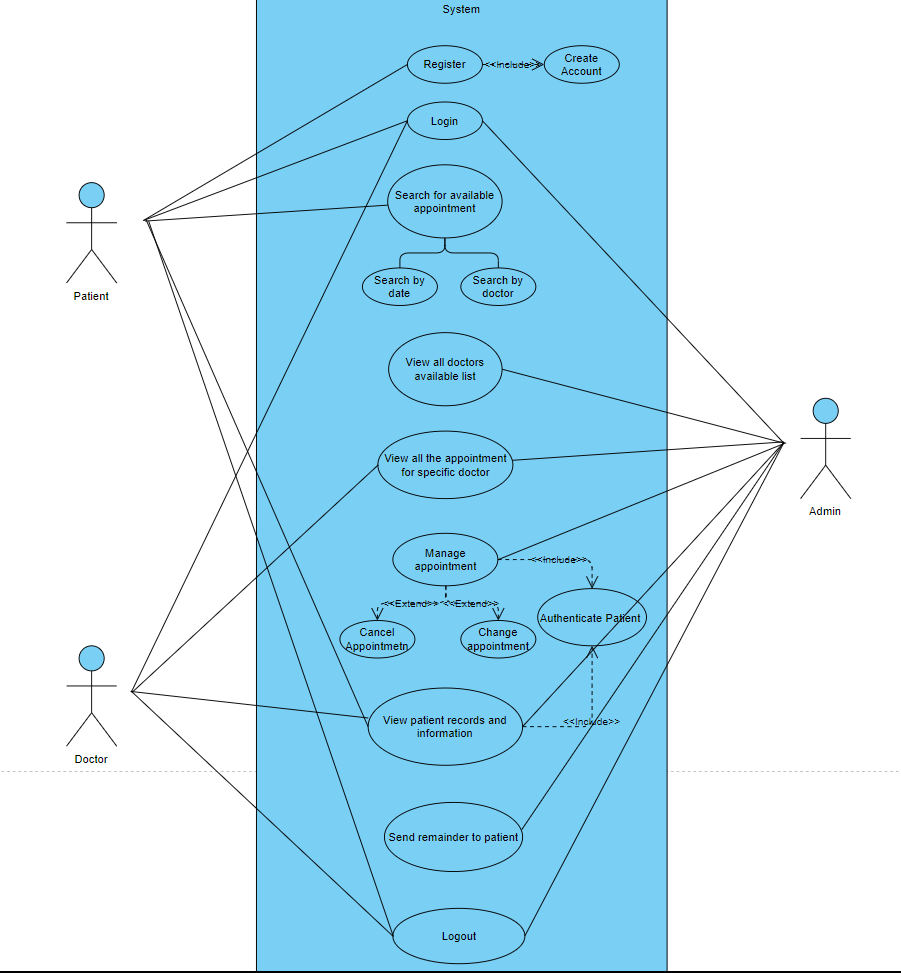 System
Register
<<Include>>
Create
Account
Login
Search for available
appointment
Search by
date
Search by
doctor
Patient
View all doctors
available list
View all the appointment
for specific doctor
Admin
Manage
appointment
<<Include>>
<<Extend>>
<<Extend>>
Authenticate Patient
Cancel
Appointmetn
Change
appointment
View patient records and
information
<<Include>>
Doctor
Send remainder to patient
Logout